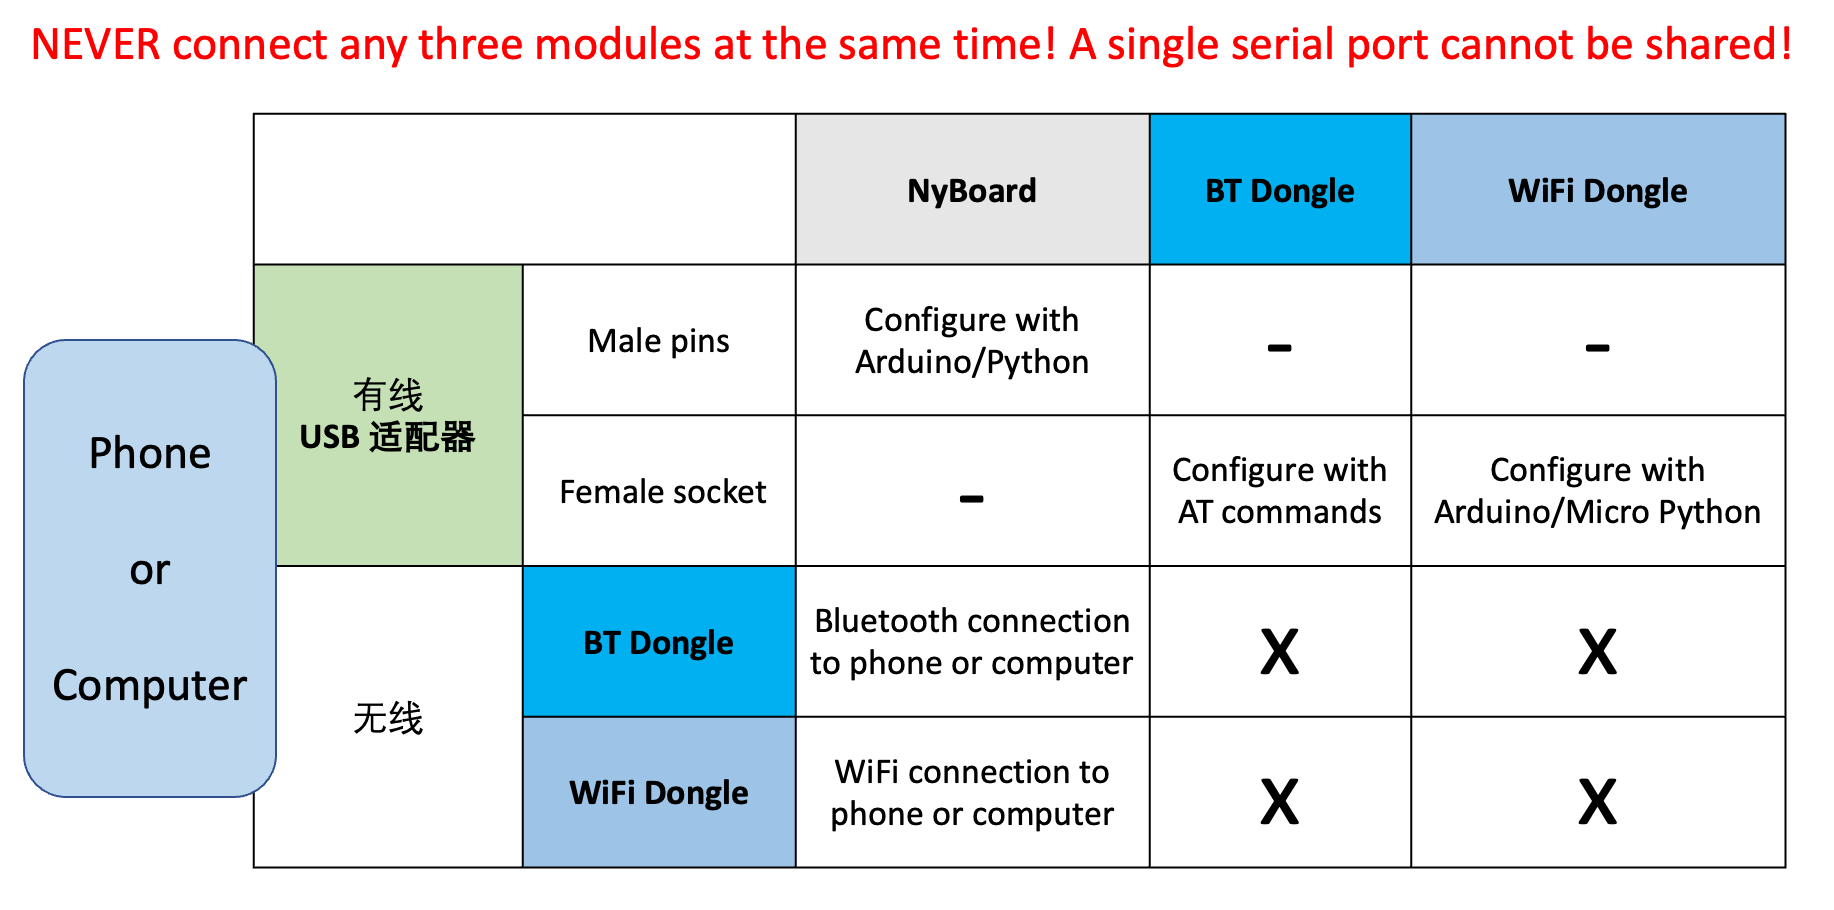 NEVER connect any three modules at the same time! A single serial port cannot be shared!
NyBoard
BT Dongle
WiFi Dongle
Phone
or
Computer
有线
USB 适配器
Male pins
Configure with
Arduino/Python
-
-
Female socket
-
Configure with
AT commands
Configure with
Arduino/Micro Python
无线
BT Dongle
Bluetooth connection
to phone or computer
X
X
WiFi Dongle
WiFi connection to
phone or computer
X
X